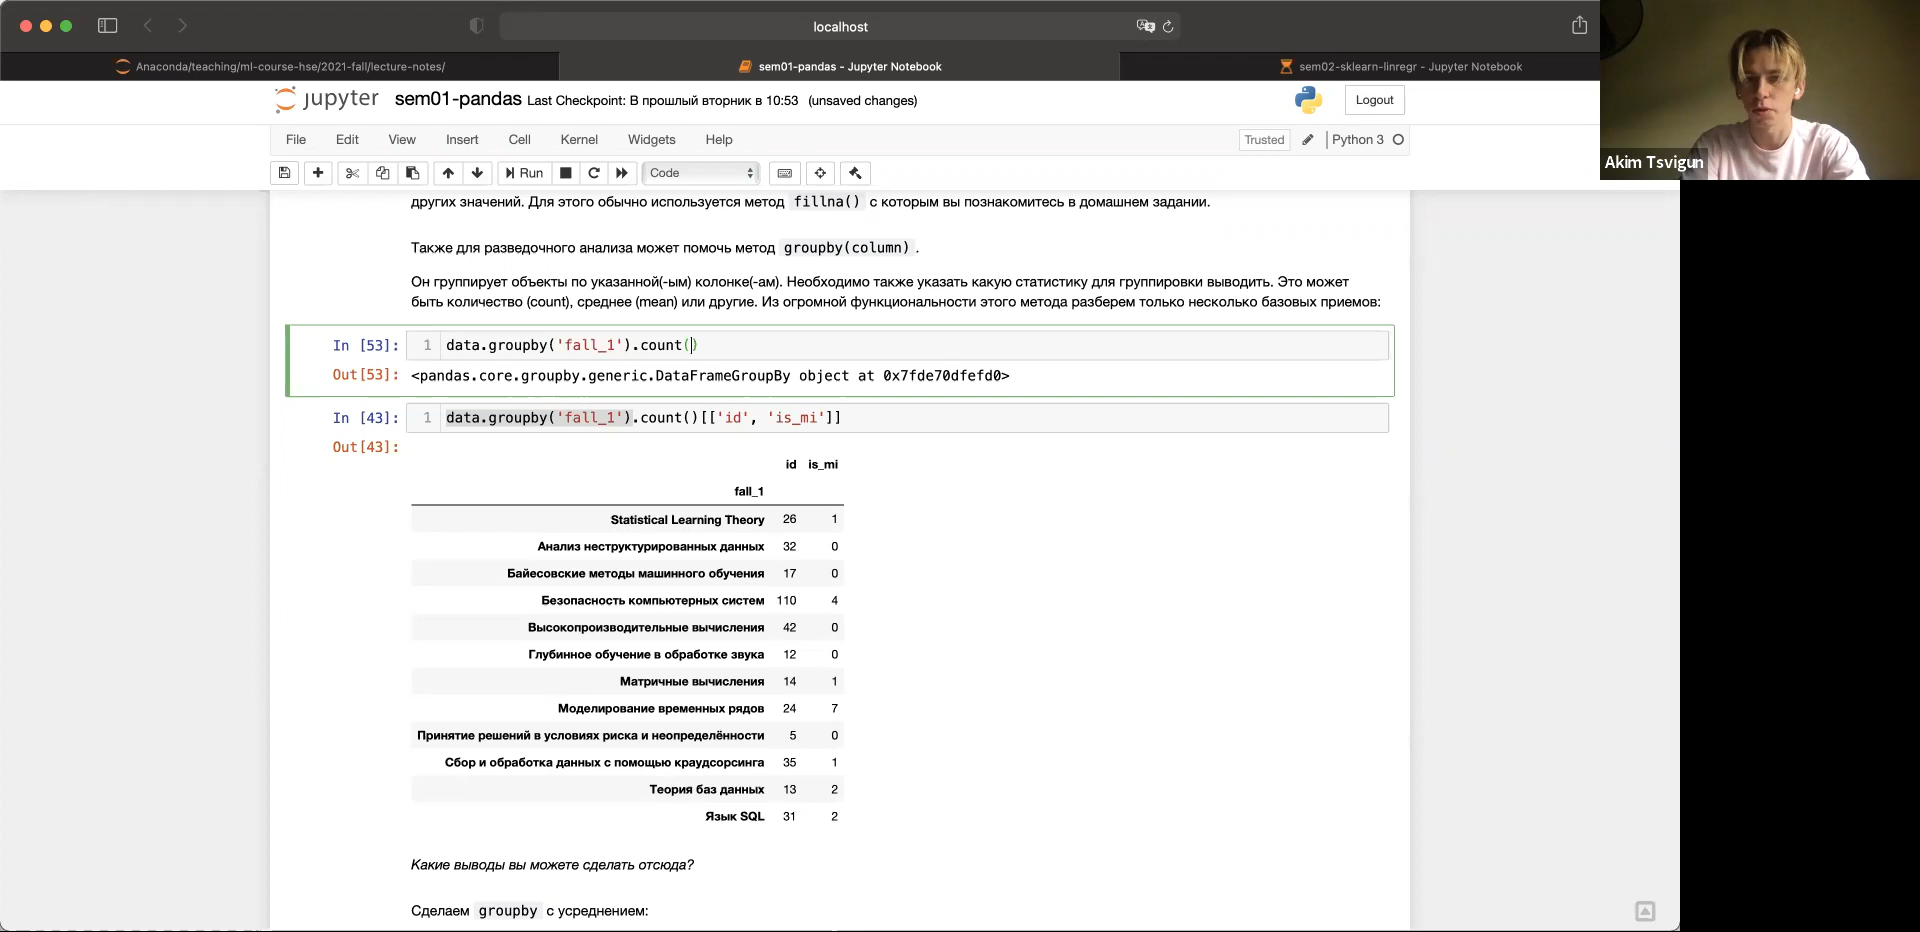 localhost
Anaconda/teaching/ml-course-hse/2021-fall/lecture-notes/
sem01-pandas - Jupyter Notebook
sem02-sklearn-linregr - Jupyter Notebook
jupyter sem01-pandas Last Checkpoint: В прошлый вторник в 10:53 (unsaved changes)
Logout
File Edit View Insert Cell Kernel Widgets Help
Trusted Python 3
Run Code
Akim Tsvigun
других значений. Для этого обычно используется метод fillna() с которым вы познакомитесь в домашнем задании.
Также для разведочного анализа может помочь метод groupby(column) .
Он группирует объекты по указанной(-ым) колонке(-ам). Необходимо также указать какую статистику для группировки выводить. Это может
быть количество (count), среднее (mean) или другие. Из огромной функциональности этого метода разберем только несколько базовых приемов:
In [53]: 1 data.groupby('fall_1').count()
Out[53]: <pandas.core.groupby.generic.DataFrameGroupBy object at 0x7fde70dfefd0>
In [43]: 1 data.groupby('fall_1').count()[['id', 'is_mi']]
Out[43]:
id is_mi
fall_1
Statistical Learning Theory 26 1
Анализ неструктурированных данных 32 0
Байесовские методы машинного обучения 17 0
Безопасность компьютерных систем 110 4
Высокопроизводительные вычисления 42 0
Глубинное обучение в обработке звука 12 0
Матричные вычисления 14 1
Моделирование временных рядов 24 7
Принятие решений в условиях риска и неопределённости 5 0
Сбор и обработка данных с помощью краудсорсинга 35 1
Теория баз данных 13 2
Язык SQL 31 2
Какие выводы вы можете сделать отсюда?
Сделаем groupby с усреднением: